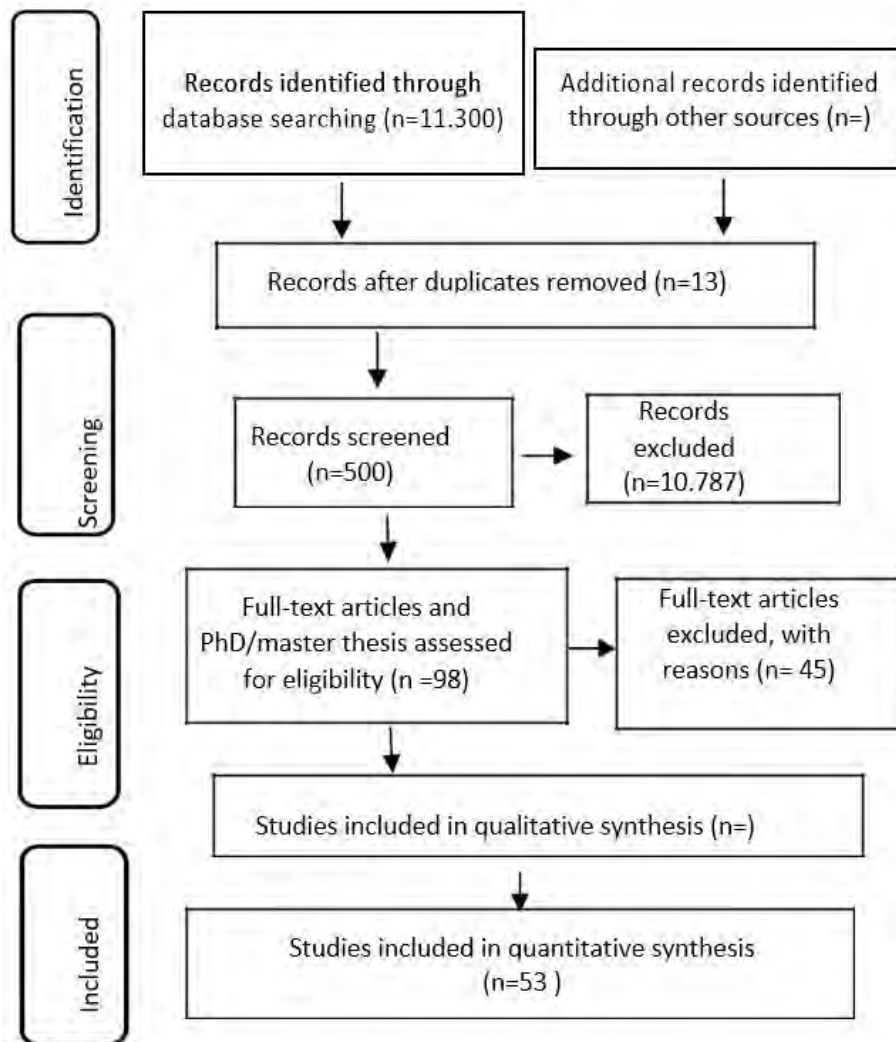 Identification
Records identified through
database searching (n=11.300)
Additional records identified
through other sources (n=)
Records after duplicates removed (n=13)
Screening
Records screened
(n=500)
Records
excluded
(n=10.787)
Eligibility
Full-text articles and
PhD/master thesis assessed
for eligibility (n =98)
Full-text articles
excluded, with
reasons (n= 45)
Studies included in qualitative synthesis (n=)
Included
Studies included in quantitative synthesis
(n=53 )